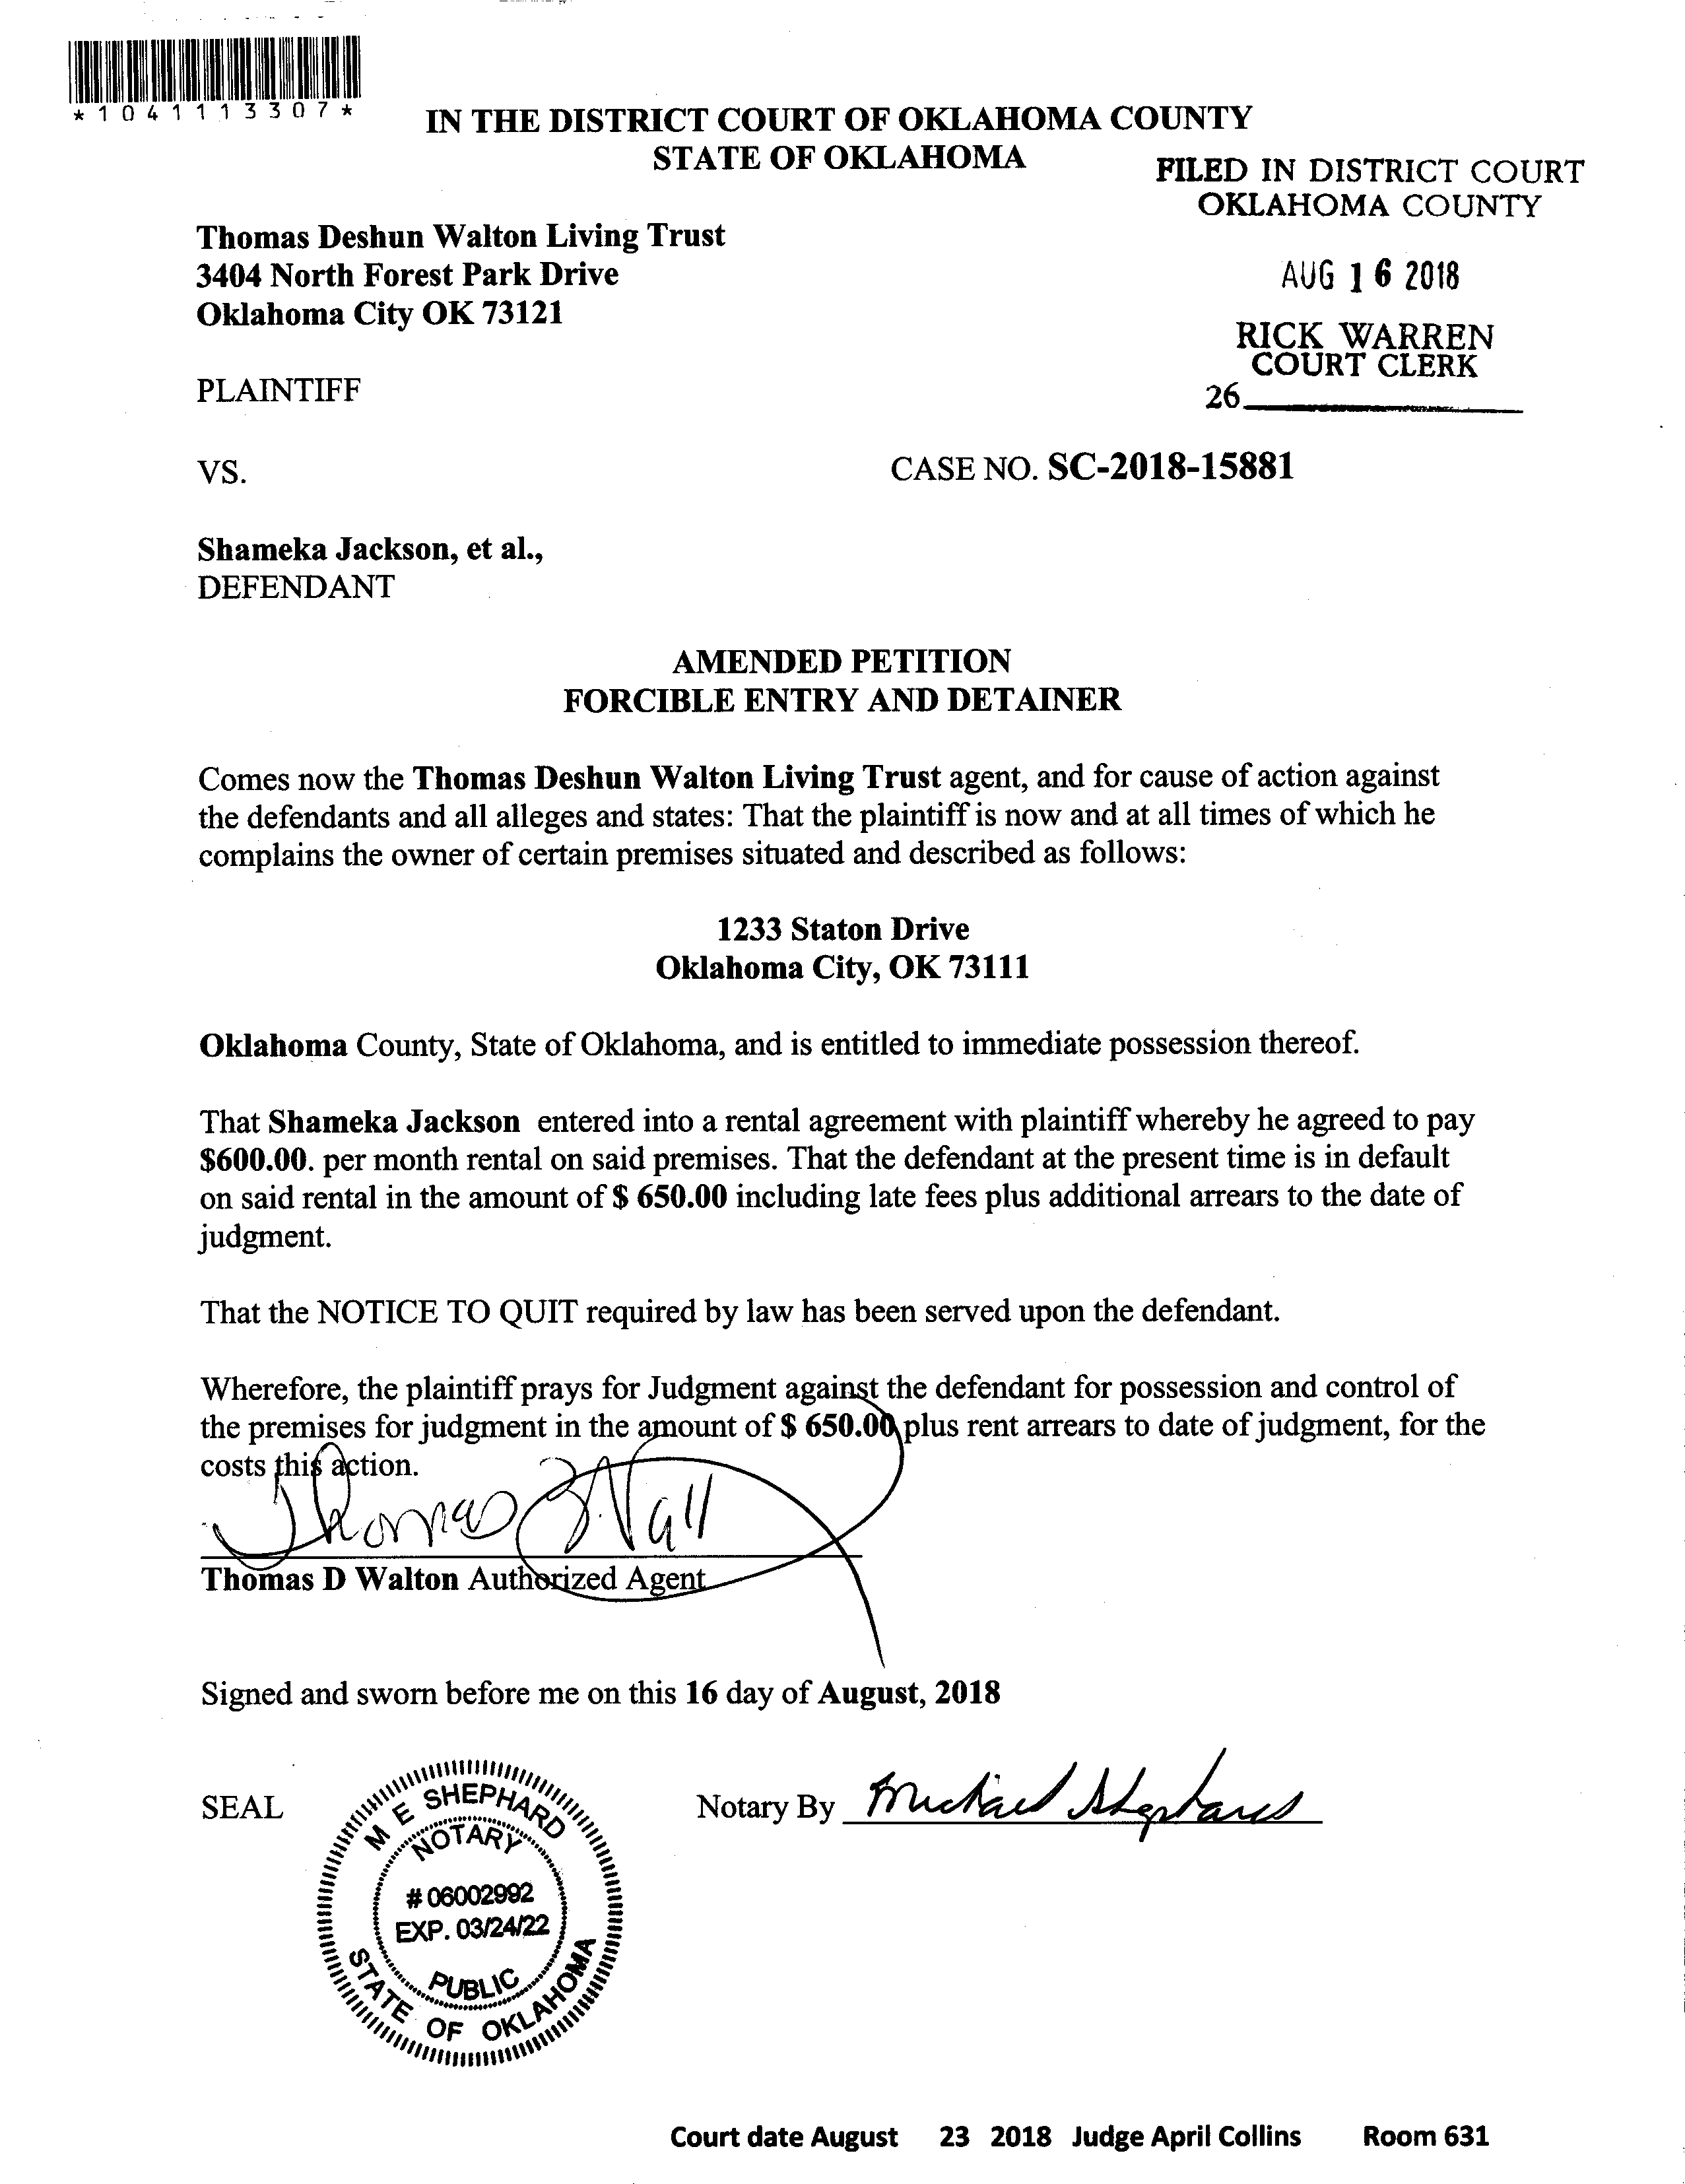 *1041113307*
IN THE DISTRICT COURT OF OKLAHOMA COUNTY
STATE OF OKLAHOMA
FILED IN DISTRICT COURT
OKLAHOMA COUNTY
AUG 16 2018
RICK WARREN
COURT CLERK
26
Thomas Deshun Walton Living Trust
3404 North Forest Park Drive
Oklahoma City OK 73121
PLAINTIFF
VS.
CASE NO. SC-2018-15881
Shameka Jackson, et al.,
DEFENDANT
AMENDED PETITION
FORCIBLE ENTRY AND DETAINER
Comes now the Thomas Deshun Walton Living Trust agent, and for cause of action against
the defendants and all alleges and states: That the plaintiff is now and at all times of which he
complains the owner of certain premises situated and described as follows:
1233 Staton Drive
Oklahoma City, OK 73111
Oklahoma County, State of Oklahoma, and is entitled to immediate possession thereof.
That Shameka Jackson entered into a rental agreement with plaintiff whereby he agreed to pay
$600.00. per month rental on said premises. That the defendant at the present time is in default
on said rental in the amount of $ 650.00 including late fees plus additional arrears to the date of
judgment.
That the NOTICE TO QUIT required by law has been served upon the defendant.
Wherefore, the plaintiff prays for Judgment against the defendant for possession and control of
the premises for judgment in the amount of $ 650.00 plus rent arrears to date of judgment, for the
costs this action.
Thomas
Thomas D Walton Authorized Agent
Signed and sworn before me on this 16 day of August, 2018
SEAL
M E SHEPHARD
NOTARY
# 06002992
EXP. 03/24/22
PUBLIC
STATE OF OKLAHOMA
Notary By Michael Shephard
Court date August 23 2018 Judge April Collins Room 631